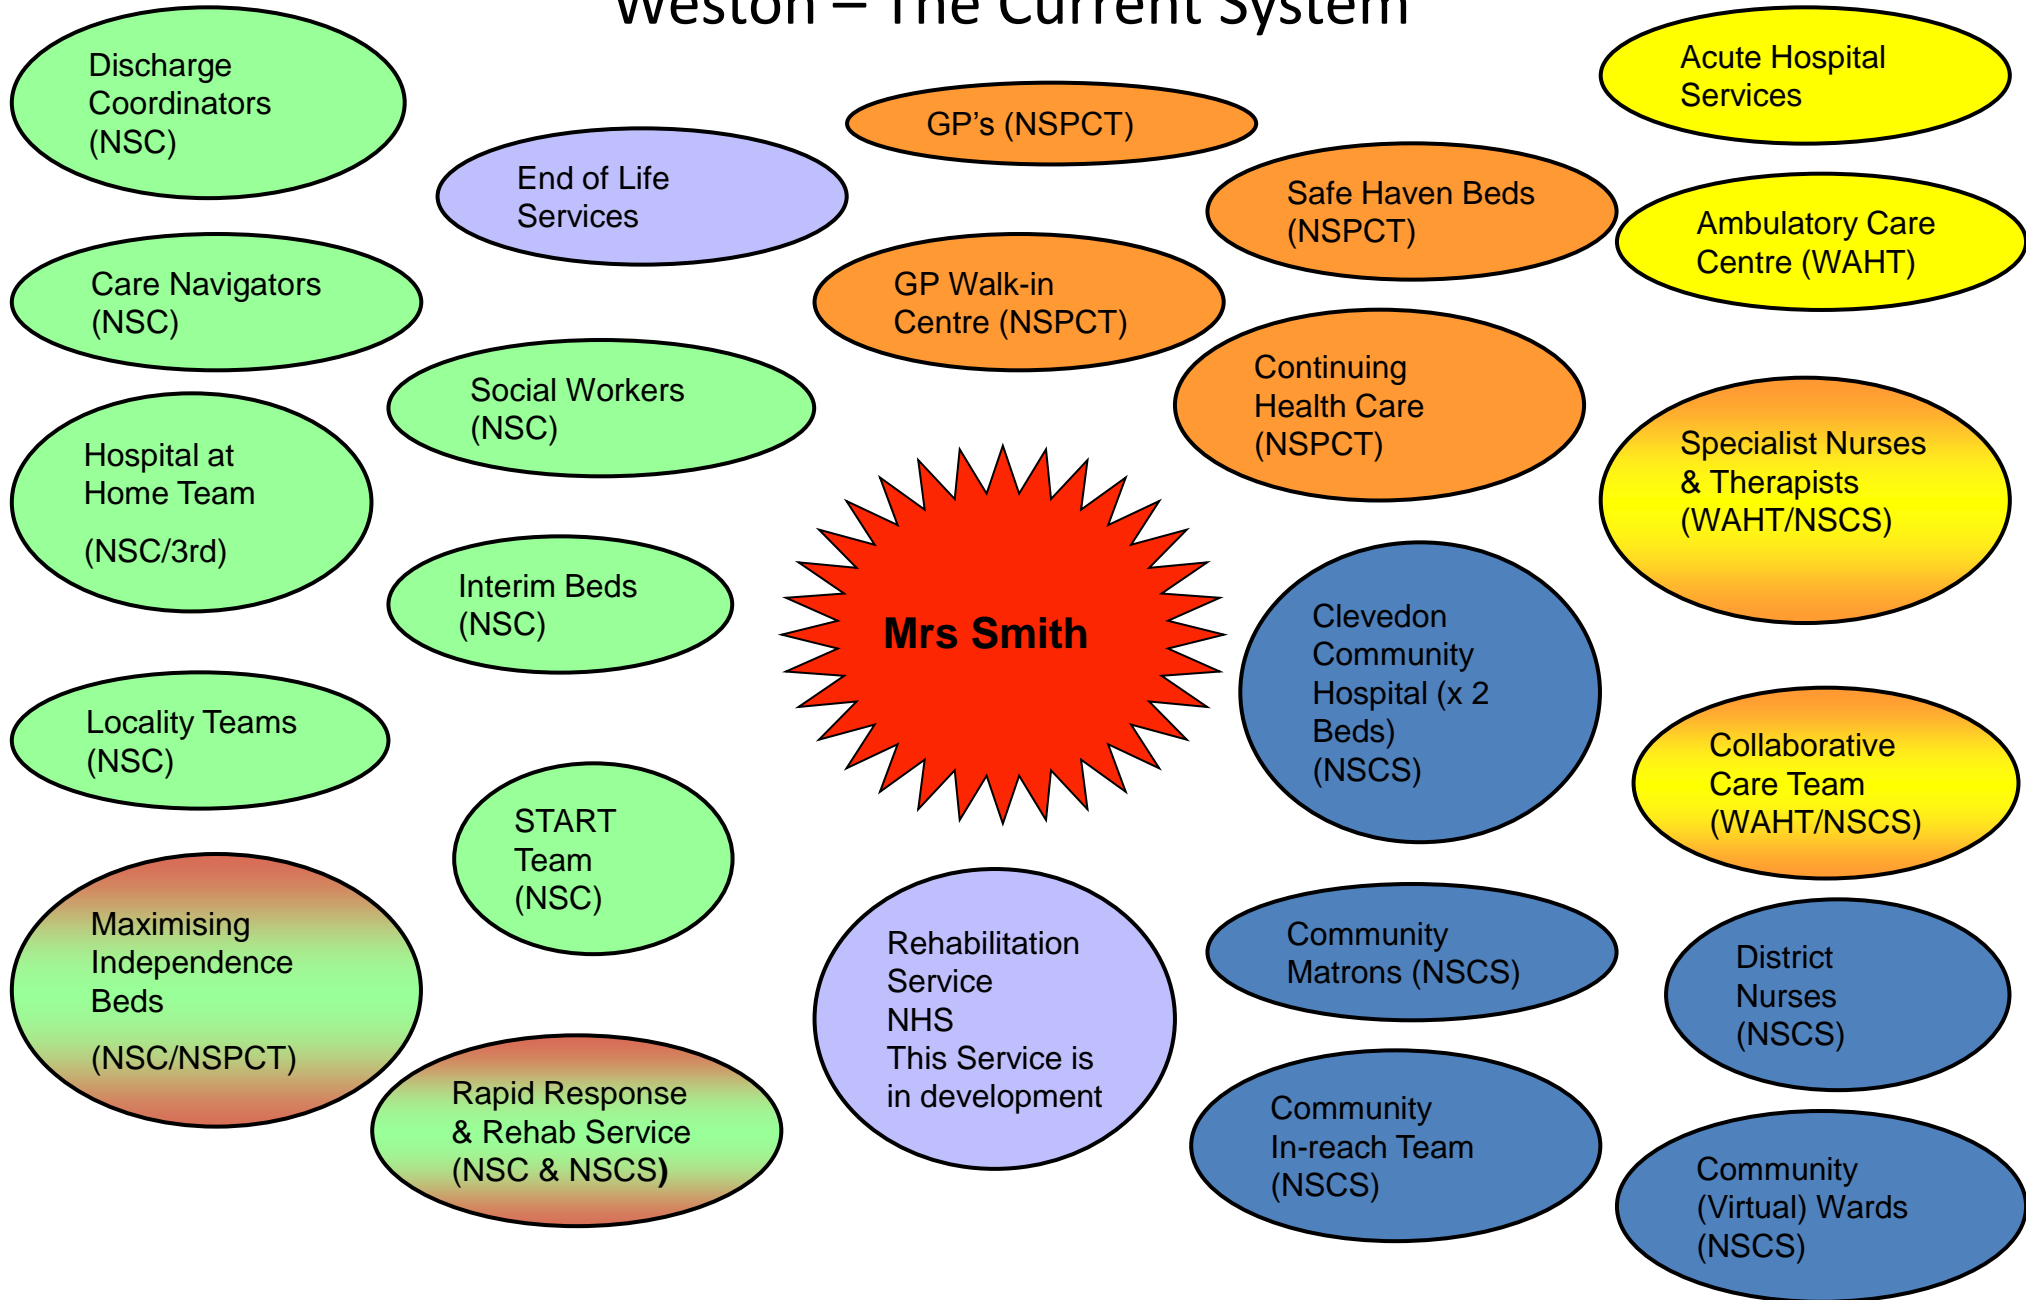 Weston – The Current System
Discharge
Coordinators
(NSC)
End of Life
Services
GP's (NSPCT)
Safe Haven Beds
(NSPCT)
Acute Hospital
Services
Ambulatory Care
Centre (WAHT)
Care Navigators
(NSC)
GP Walk-in
Centre (NSPCT)
Social Workers
(NSC)
Continuing
Health Care
(NSPCT)
Hospital at
Home Team
(NSC/3rd)
Specialist Nurses
& Therapists
(WAHT/NSCS)
Interim Beds
(NSC)
Mrs Smith
Clevedon
Community
Hospital (x 2
Beds)
(NSCS)
Locality Teams
(NSC)
Collaborative
Care Team
(WAHT/NSCS)
START
Team
(NSC)
Maximising
Independence
Beds
(NSC/NSPCT)
Rehabilitation
Service
NHS
This Service is
in development
Community
Matrons (NSCS)
District
Nurses
(NSCS)
Rapid Response
& Rehab Service
(NSC & NSCS)
Community
In-reach Team
(NSCS)
Community
(Virtual) Wards
(NSCS)